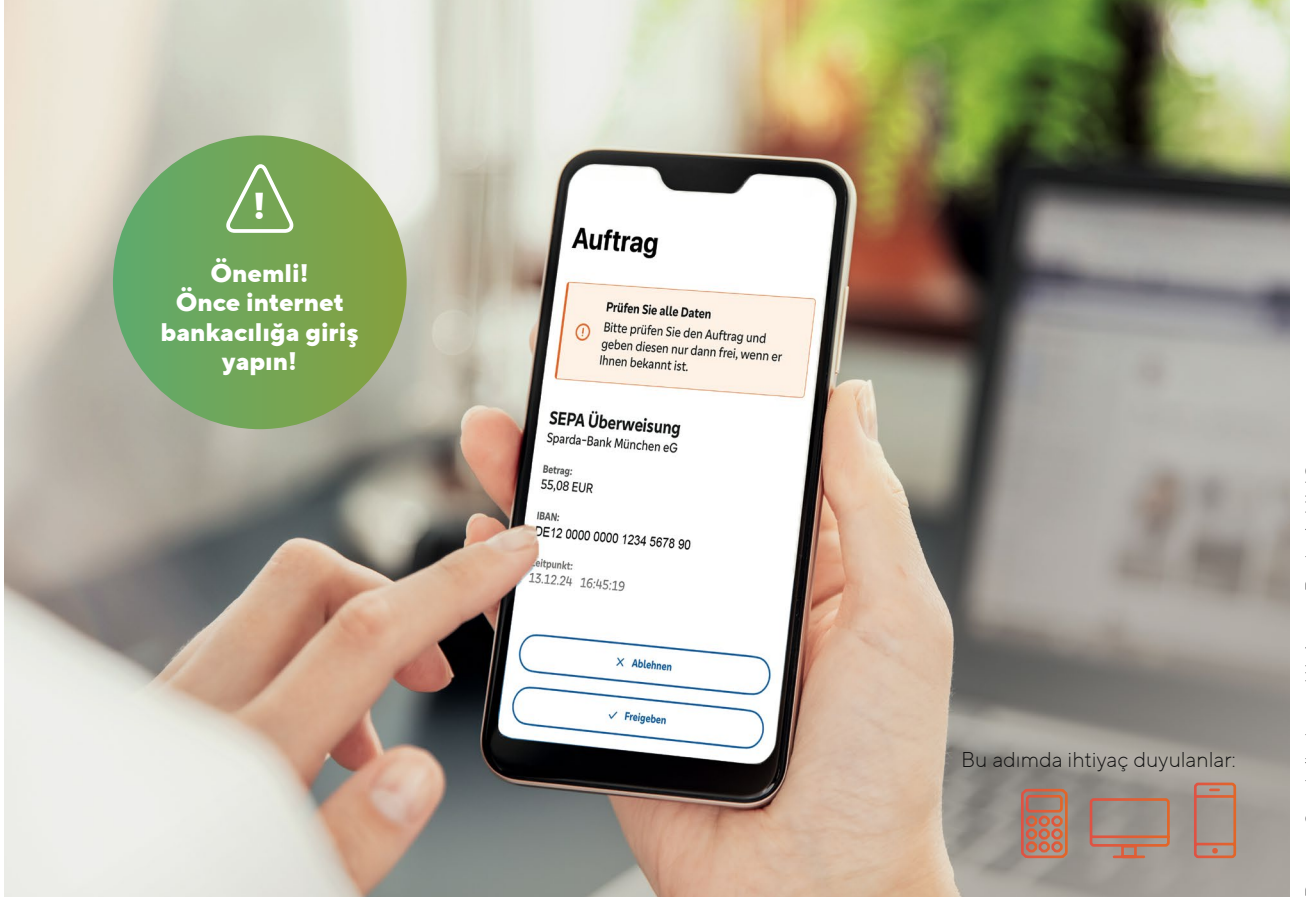 Önemli!
Önce internet
bankacılığa giriş
yapın!
Auftrag
Prüfen Sie alle Daten
Bitte prüfen Sie den Auftrag und
geben diesen nur dann frei, wenn er
Ihnen bekannt ist.
SEPA Überweisung
Sparda-Bank München eG
Betrag:
55,08 EUR
IBAN:
DE12 0000 0000 1234 5678 90
13.12.24 16:45:19
Ablehnen
Freigeben
Bu adımda ihtiyaç duyulanlar: